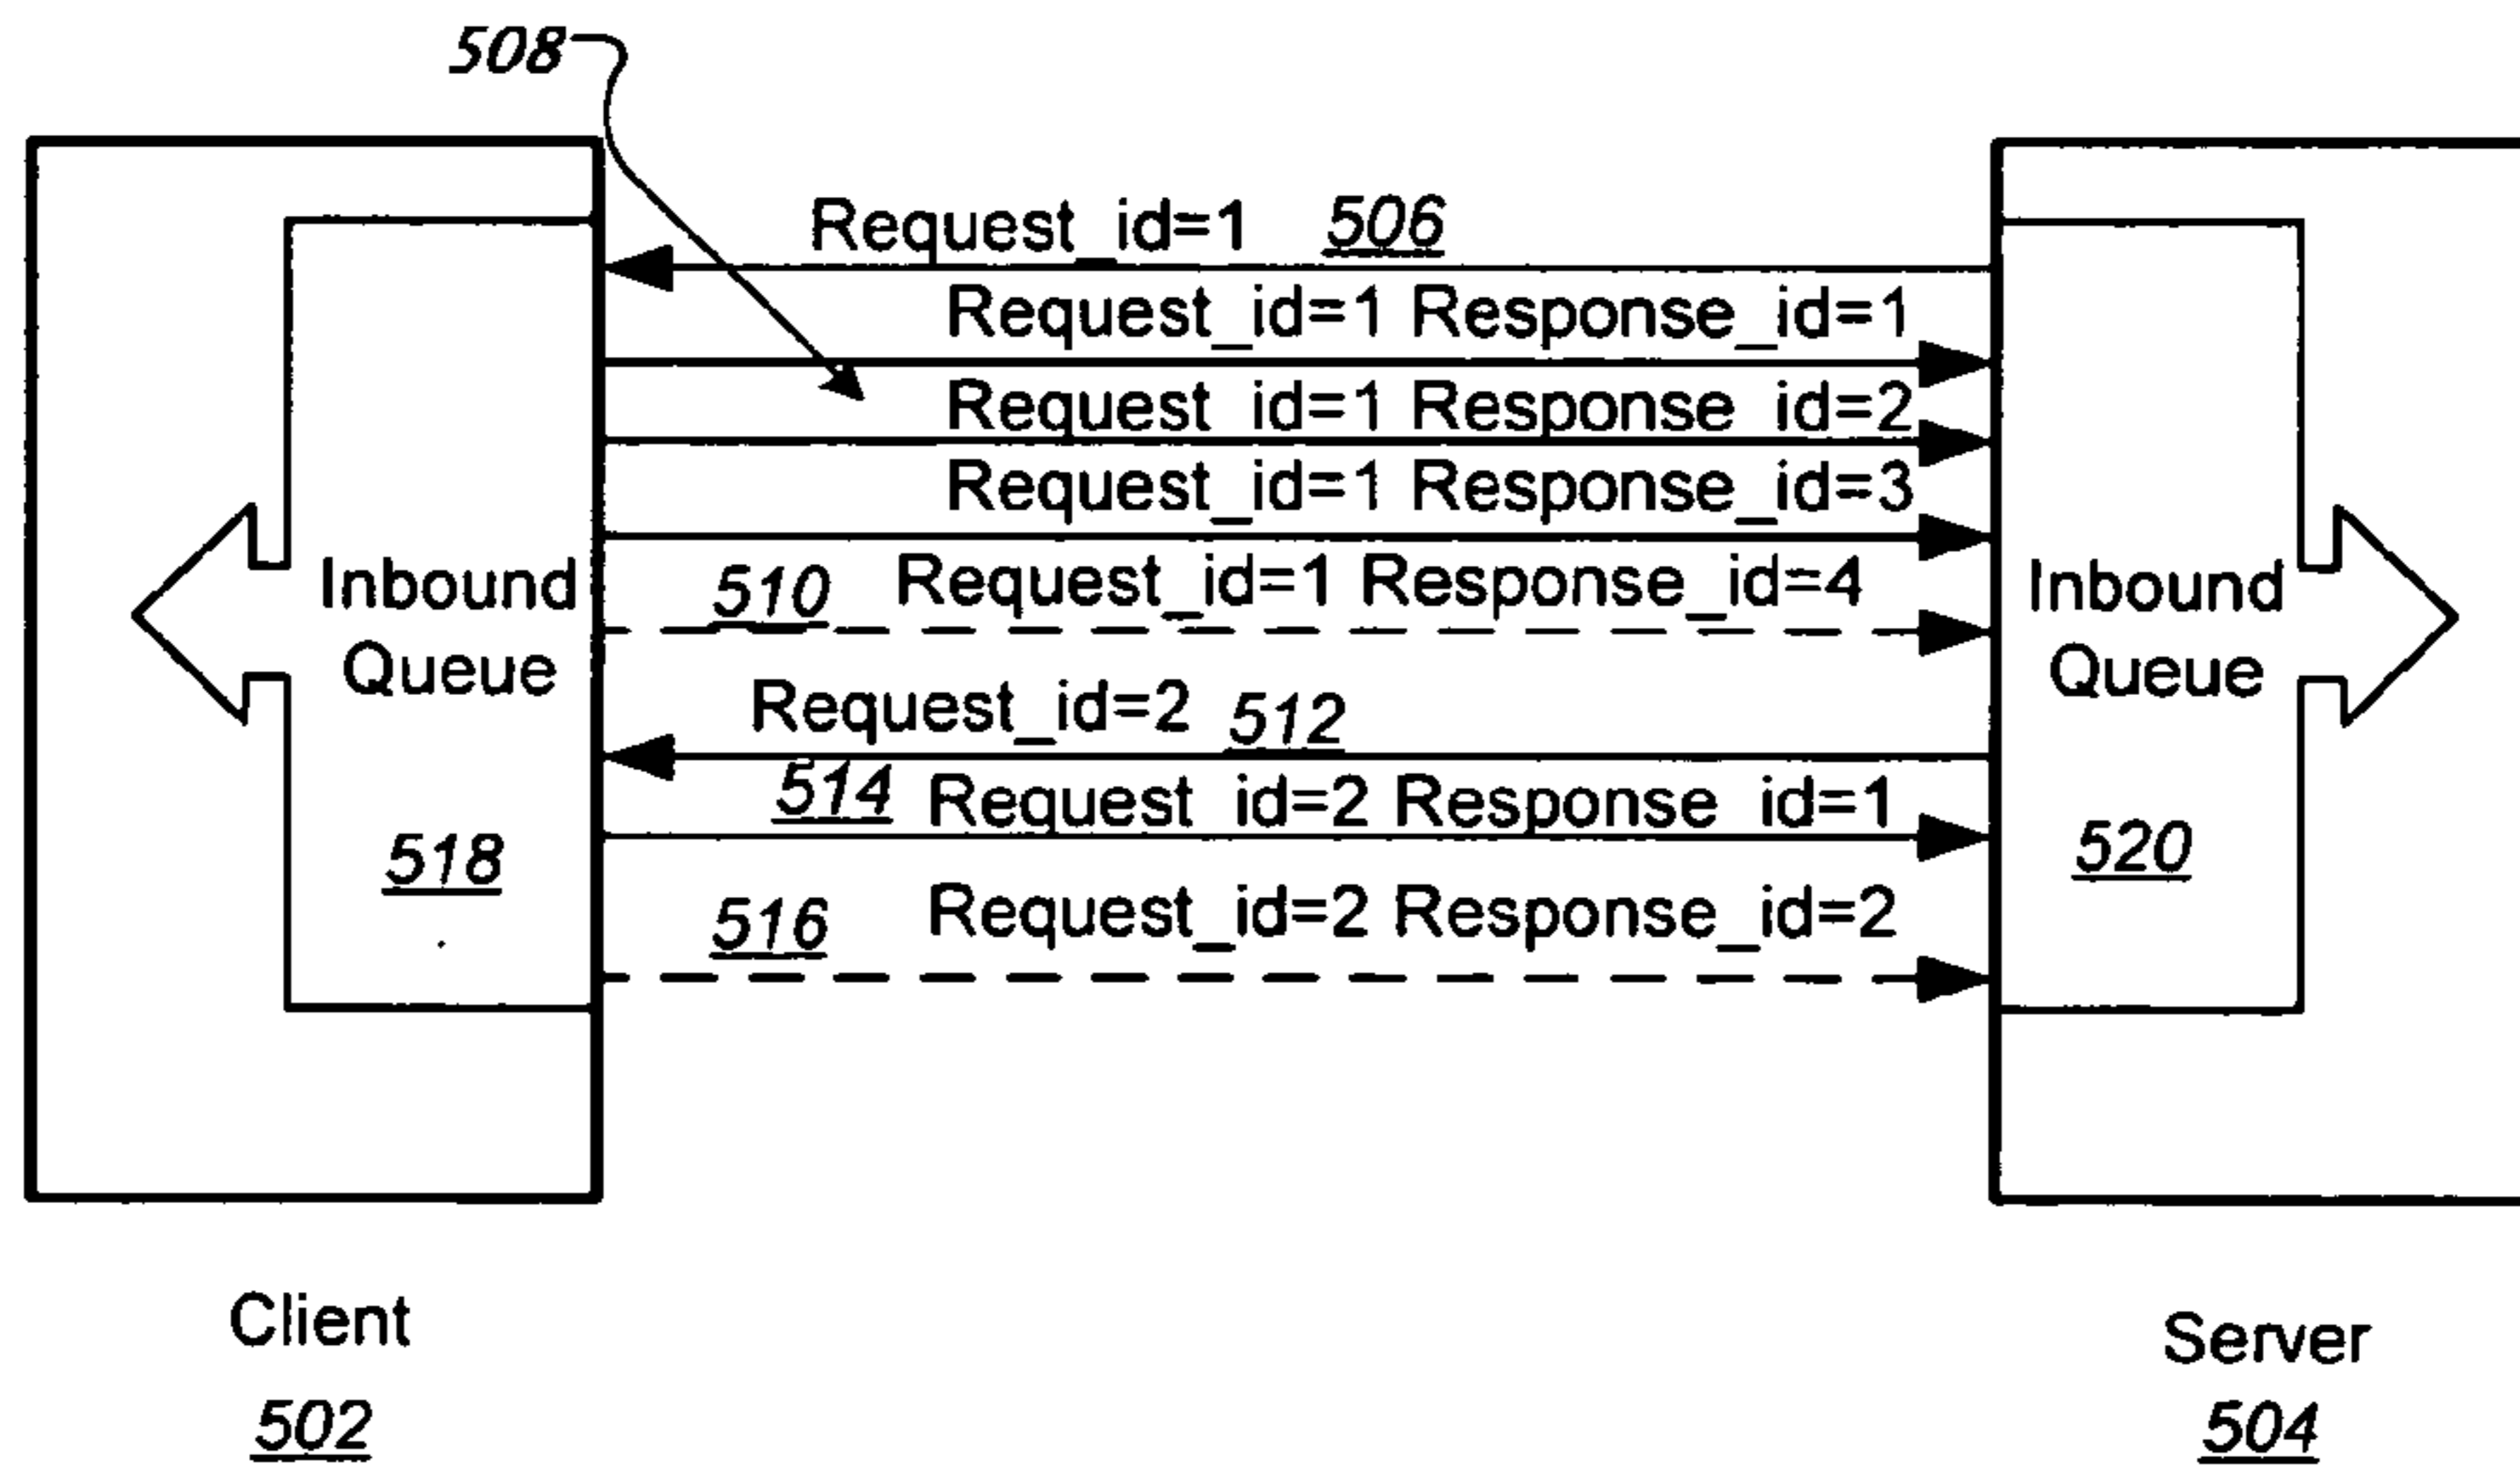 508
Request_id=1 506
Request_id=1 Response_id=1
Request_id=1 Response_id=2
Request_id=1 Response_id=3
510 Request_id=1 Response_id=4
Inbound
Queue
Inbound
Queue
Request_id=2 512
514 Request_id=2 Response_id=1
518
520
516 Request_id=2 Response_id=2
Client
502
Server
504